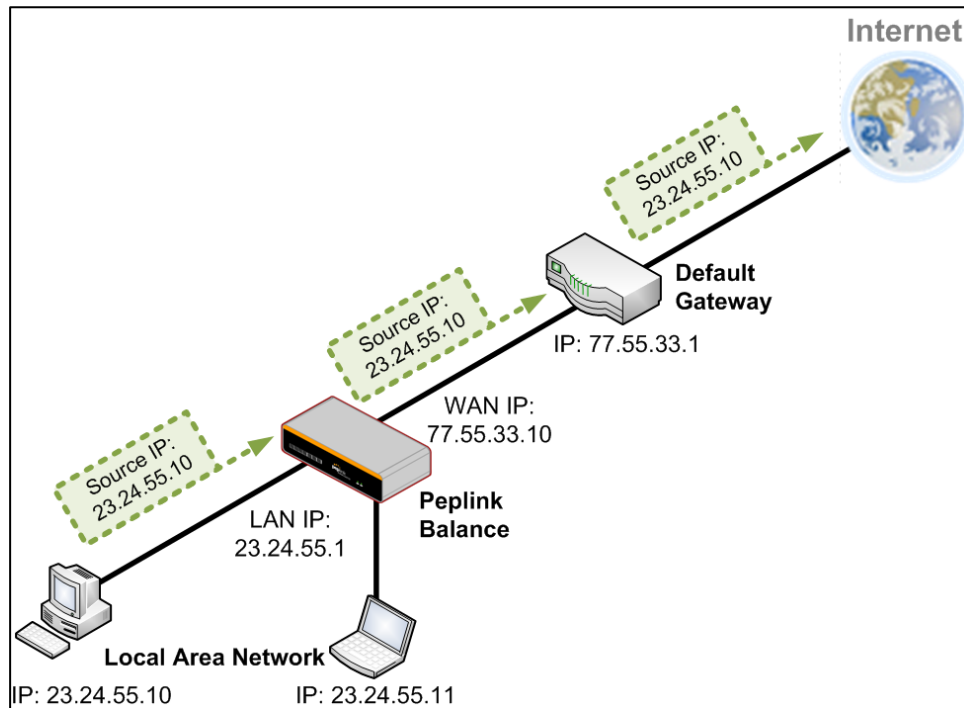 Internet
Source IP:
23.24.55.10
Default
Gateway
IP: 77.55.33.1
Source IP:
23.24.55.10
WAN IP:
77.55.33.10
Peplink
Balance
Source IP:
23.24.55.10
LAN IP:
23.24.55.1
Local Area Network
IP: 23.24.55.10
IP: 23.24.55.11